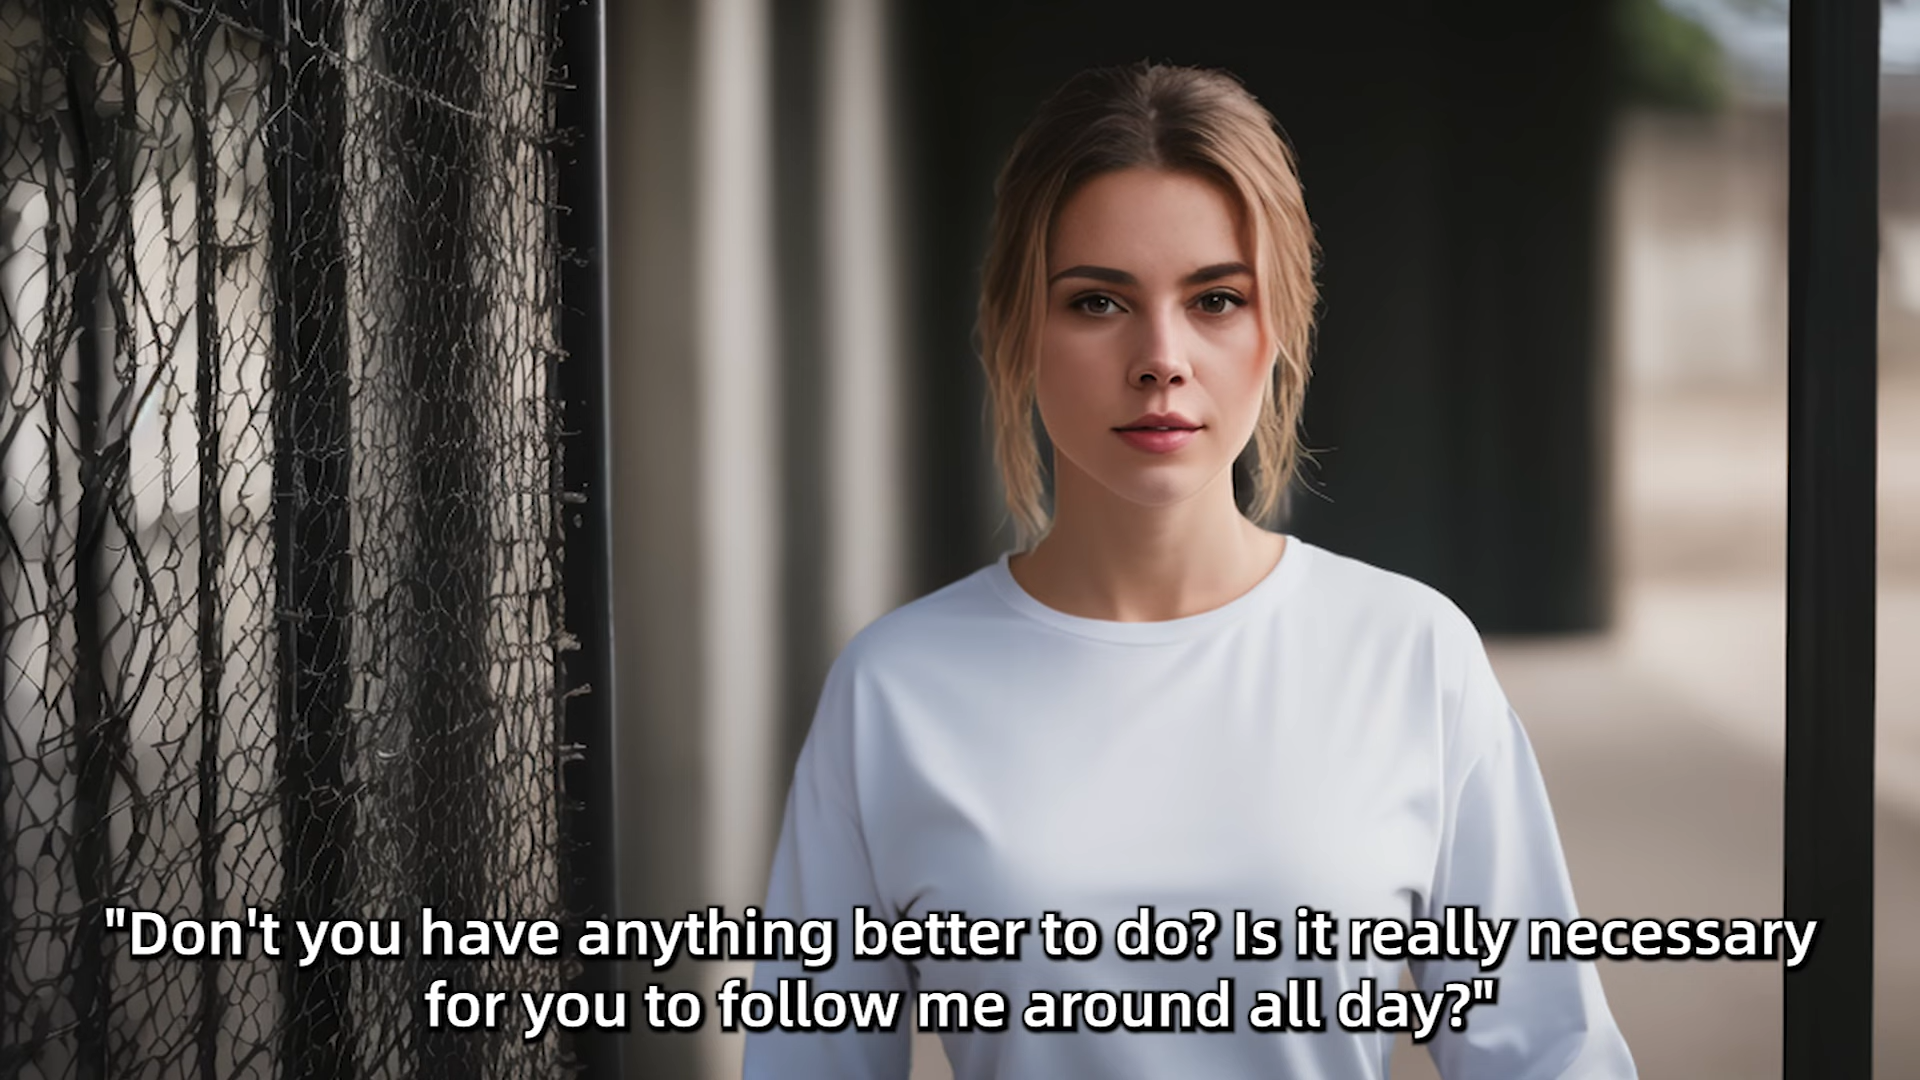 "Don't you have anything better to do? Is it really necessary
for you to follow me around all day?"